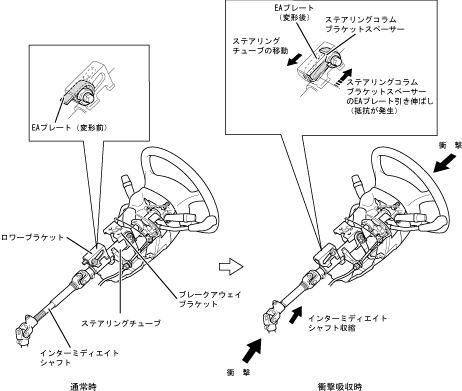 EAプレート（変形前）
ロワーブラケット
ブレークアウェイ
ブラケット
ステアリングチューブ
インターミディエイト
シャフト
通常時
EAプレート
（変形後）
ステアリングコラム
ブラケットスペーサー
ステアリング
チューブの移動
ステアリングコラム
ブラケットスペーサー
のEAプレート引き伸ばし
（抵抗が発生）
衝 撃
インターミディエイト
シャフト収縮
衝 撃
衝撃吸収時